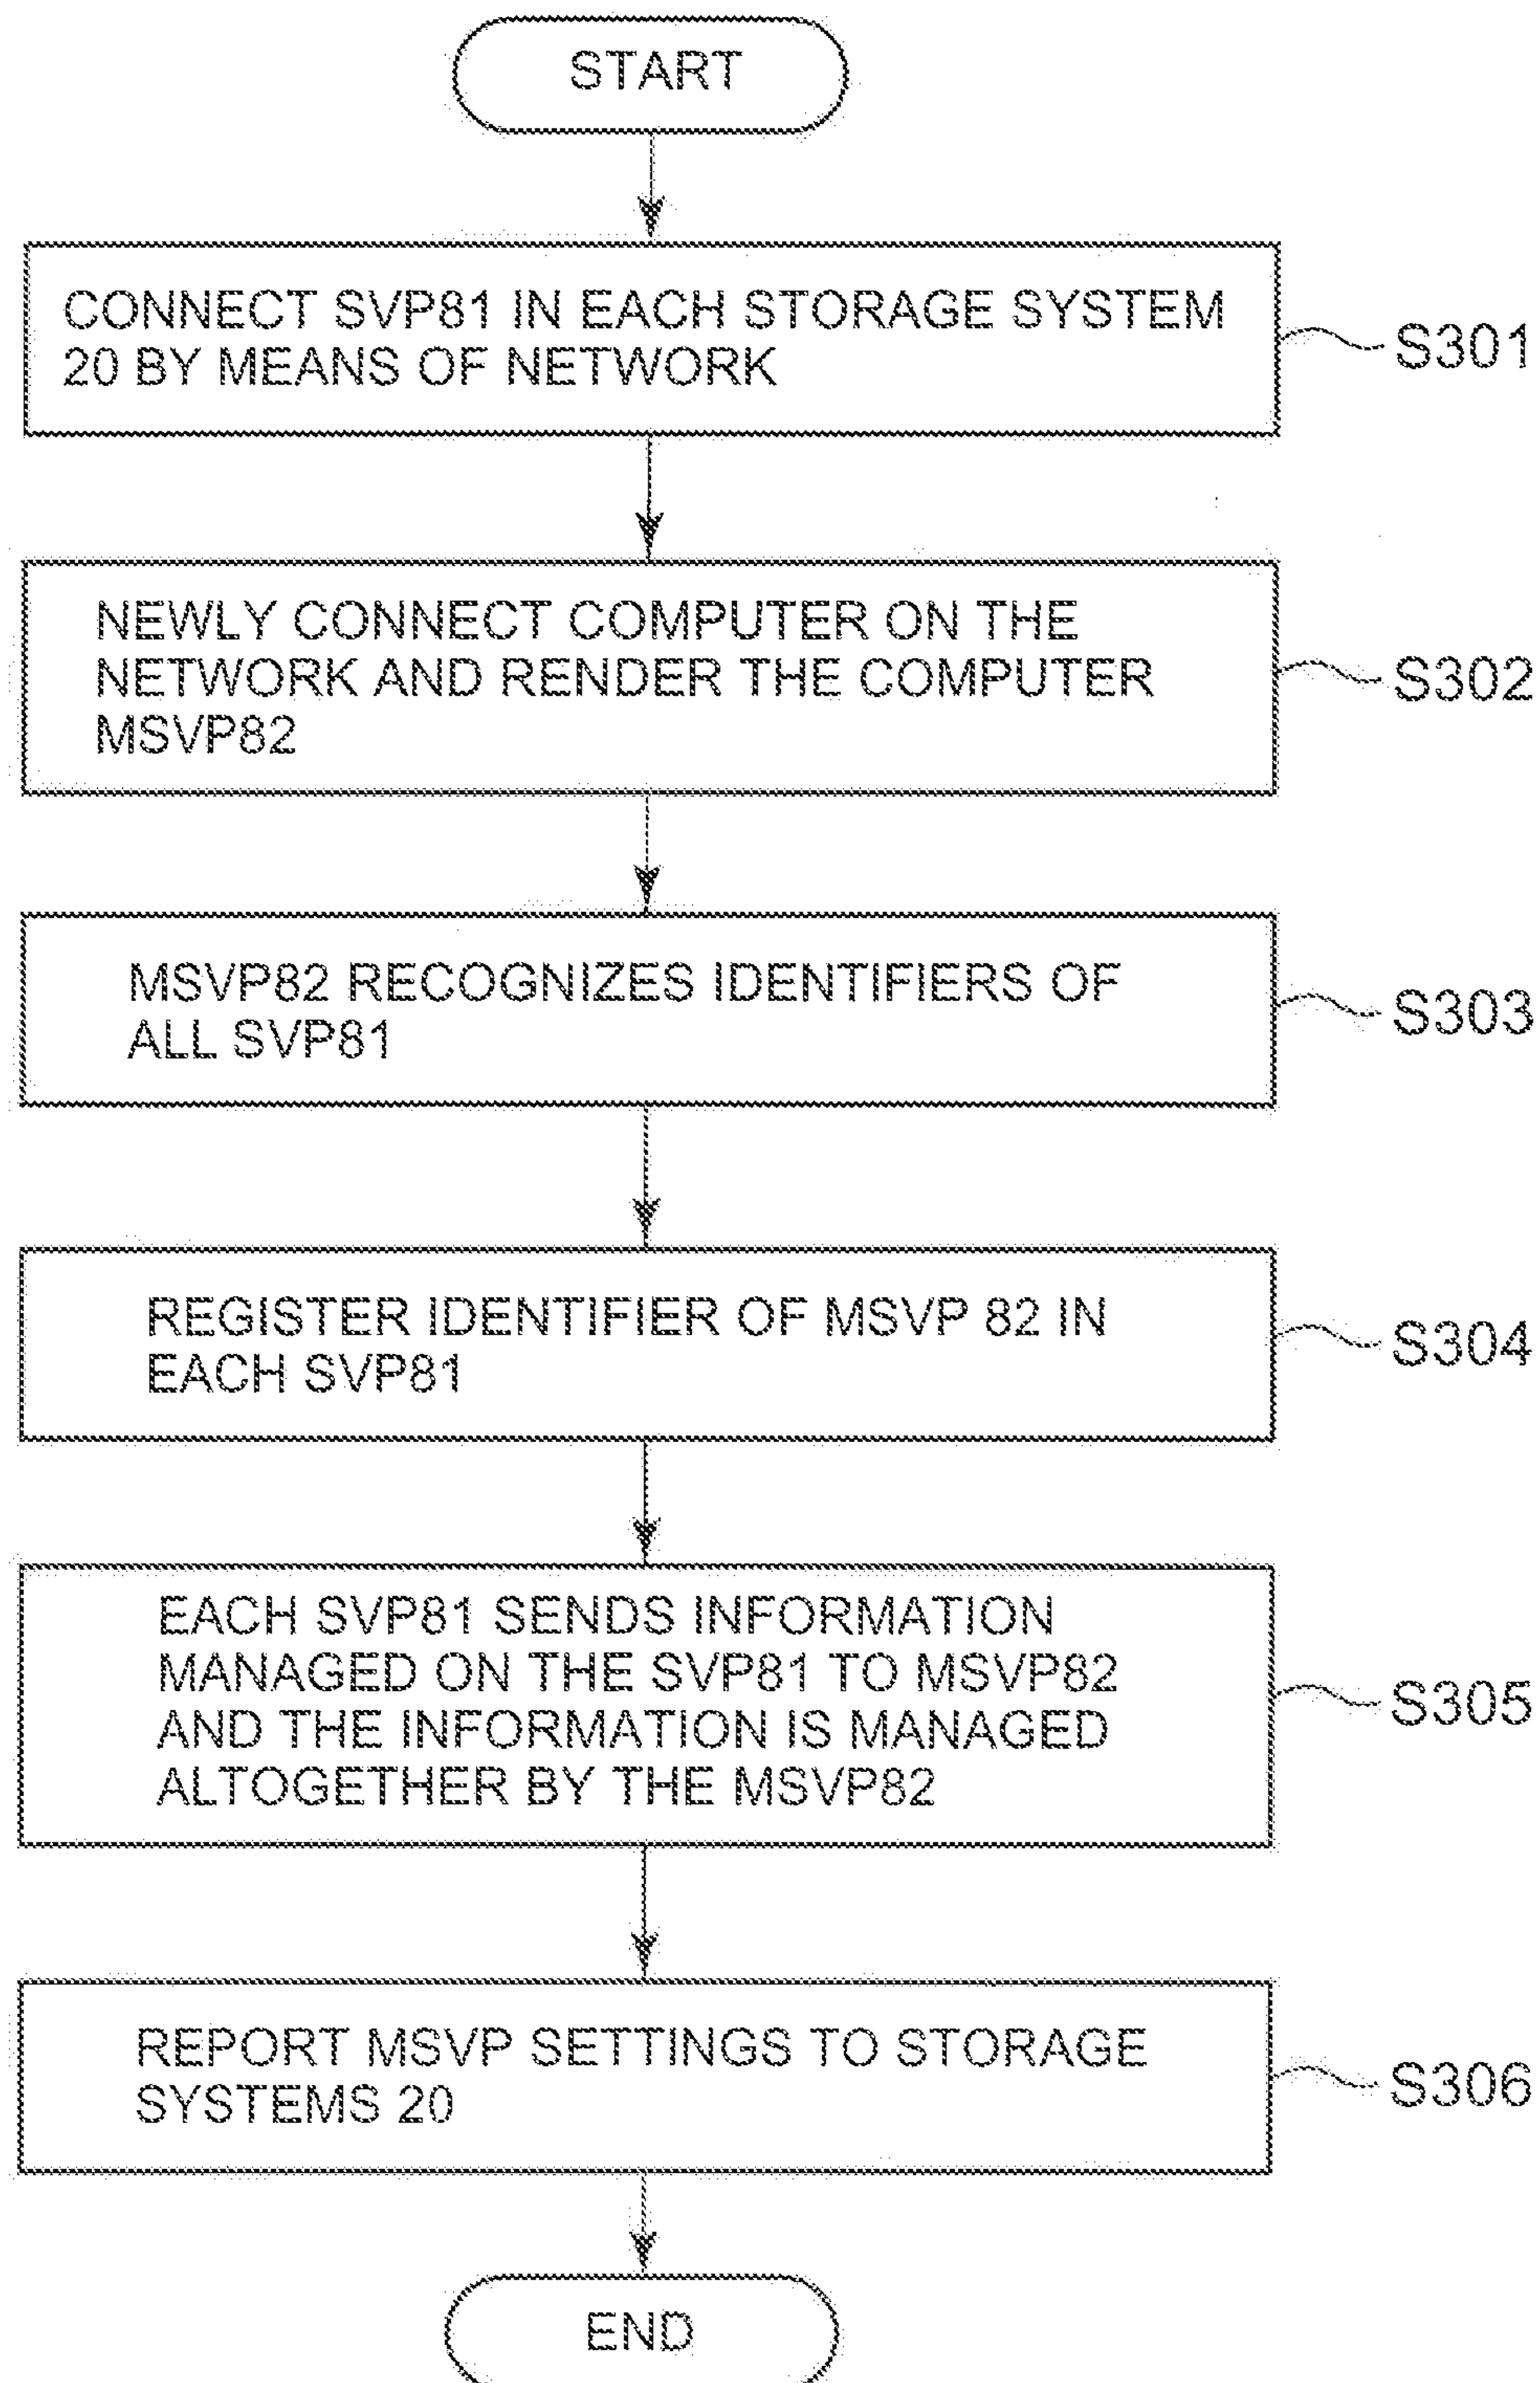 START
CONNECT SVP81 IN EACH STORAGE SYSTEM
20 BY MEANS OF NETWORK
S301
NEWLY CONNECT COMPUTER ON THE
NETWORK AND RENDER THE COMPUTER
MSVP82
S302
MSVP82 RECOGNIZES IDENTIFIERS OF
ALL SVP81
S303
REGISTER IDENTIFIER OF MSVP 82 IN
EACH SVP81
S304
EACH SVP81 SENDS INFORMATION
MANAGED ON THE SVP81 TO MSVP82
AND THE INFORMATION IS MANAGED
ALTOGETHER BY THE MSVP82
S305
REPORT MSVP SETTINGS TO STORAGE
SYSTEMS 20
S306
END